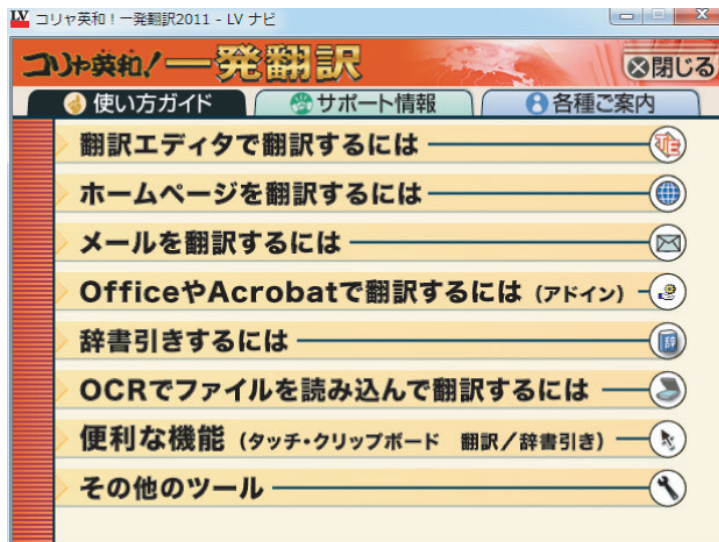 LV コリャ英和！一発翻訳2011 - LV ナビ
コリャ英和！一発翻訳
閉じる
使い方ガイド サポート情報 各種ご案内
翻訳エディタで翻訳するには
ホームページを翻訳するには
メールを翻訳するには
OfficeやAcrobatで翻訳するには（アドイン）
辞書引きするには
辞
OCRでファイルを読み込んで翻訳するには
便利な機能（タッチ・クリップボード 翻訳／辞書引き）
その他のツール